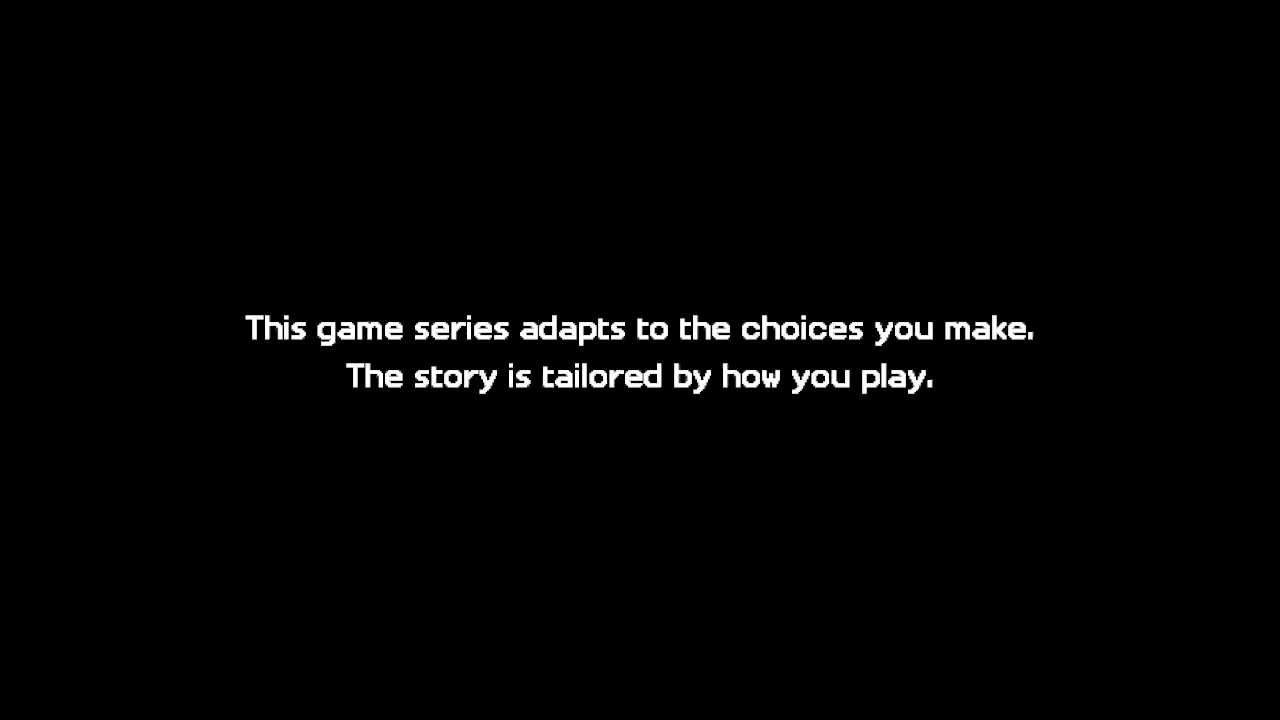 This game series adapts to the choices you make.
The story is tailored by how you play.